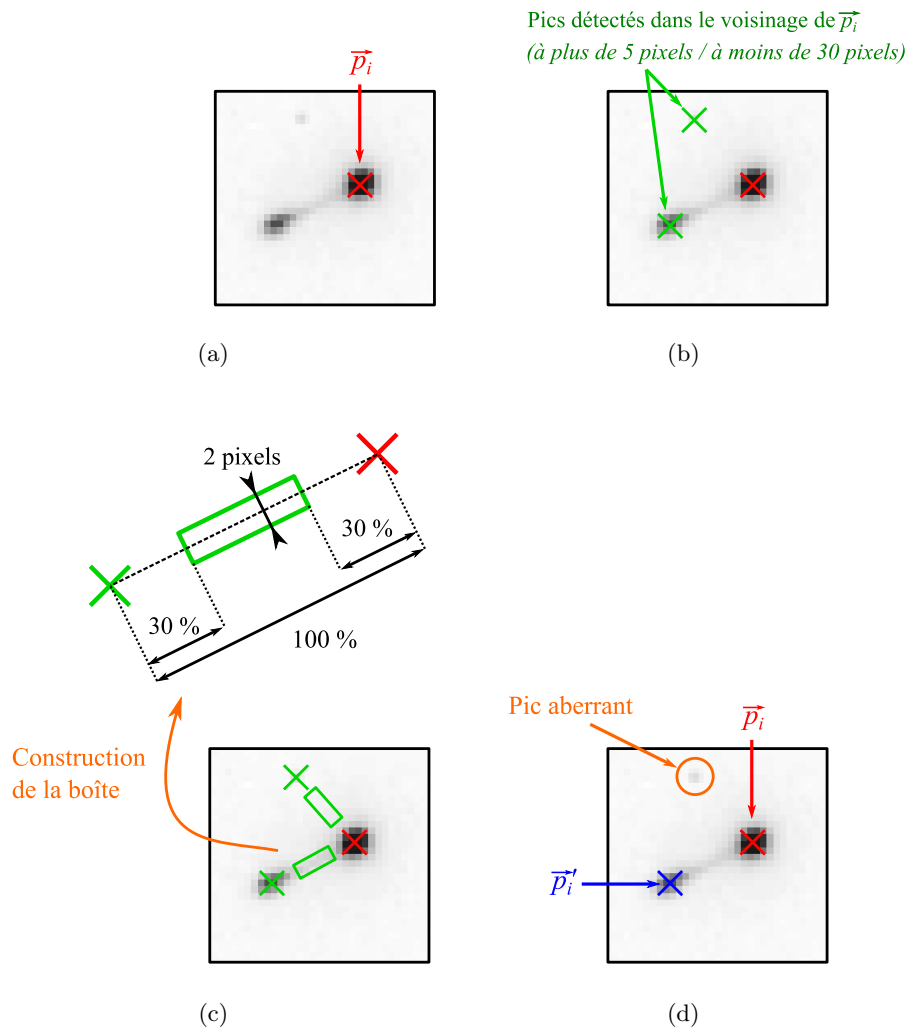 Pics détectés dans le voisinage de p⃗ᵢ
(à plus de 5 pixels / à moins de 30 pixels)
p⃗ᵢ
(a)
(b)
2 pixels
30 %
30 %
100 %
Construction
de la boîte
Pic aberrant
p⃗ᵢ
p⃗ᵢ′
(c)
(d)